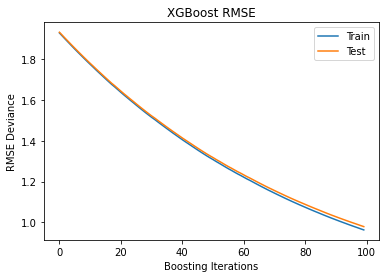 XGBoost RMSE
Train
Test
RMSE Deviance
1.8
1.6
1.4
1.2
1.0
0 20 40 60 80 100
Boosting Iterations